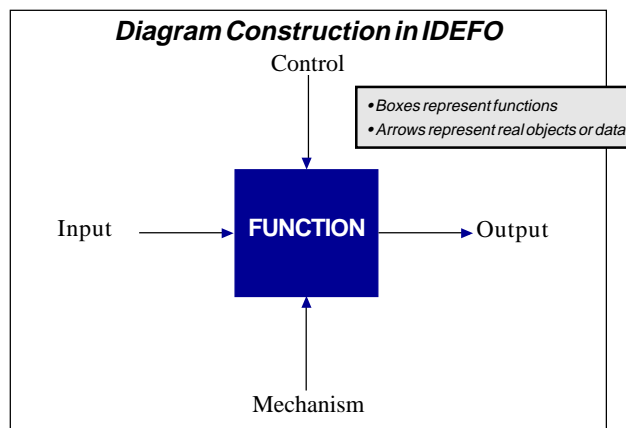 Diagram Construction in IDEFO
Control
• Boxes represent functions
• Arrows represent real objects or data
Input
FUNCTION
Output
Mechanism